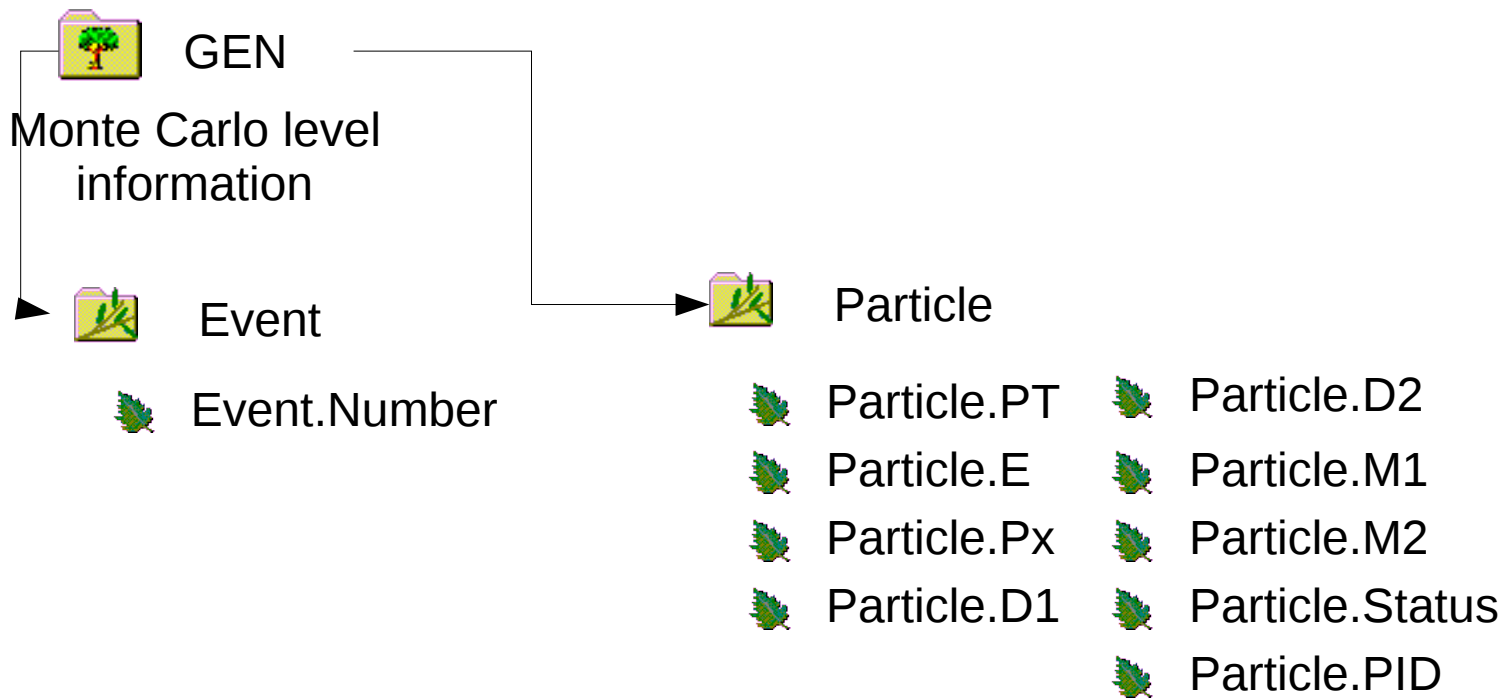 GEN
Monte Carlo level
information
Event
Event.Number
Particle
Particle.PT
Particle.E
Particle.Px
Particle.D1
Particle.D2
Particle.M1
Particle.M2
Particle.Status
Particle.PID